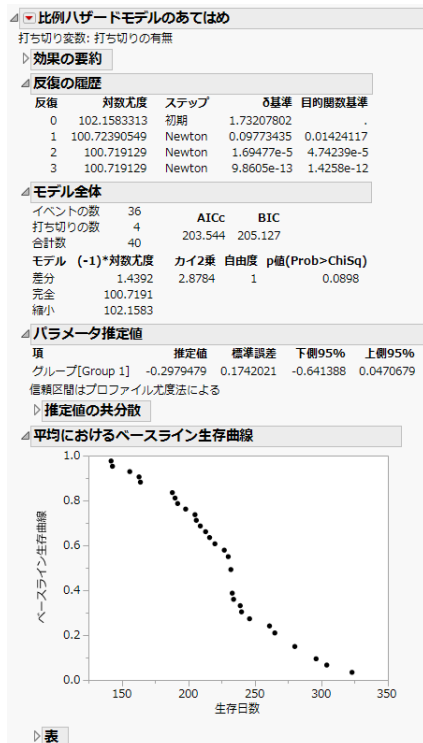 比例ハザードモデルのあてはめ
打ち切り変数: 打ち切りの有無
効果の要約
反復の履歴
反復 対数尤度 ステップ δ基準 目的関数基準
0 102.1583313 初期 1.73207802 .
1 100.72390549 Newton 0.09773435 0.01424117
2 100.719129 Newton 1.69477e-5 4.74239e-5
3 100.719129 Newton 9.8605e-13 1.4258e-12
モデル全体
イベントの数 36
打ち切りの数 4
合計数 40
AICc BIC
203.544 205.127
モデル (-1)*対数尤度 カイ2乗 自由度 p値(Prob>ChiSq)
差分 1.4392 2.8784 1 0.0898
完全 100.7191
縮小 102.1583
パラメータ推定値
項 推定値 標準誤差 下側95% 上側95%
グループ[Group 1] -0.2979479 0.1742021 -0.641388 0.0470679
信頼区間はプロファイル尤度法による
推定値の共分散
平均におけるベースライン生存曲線
ベースライン生存曲線
1.0
0.8
0.6
0.4
0.2
0.0
150 200 250 300 350
生存日数
表